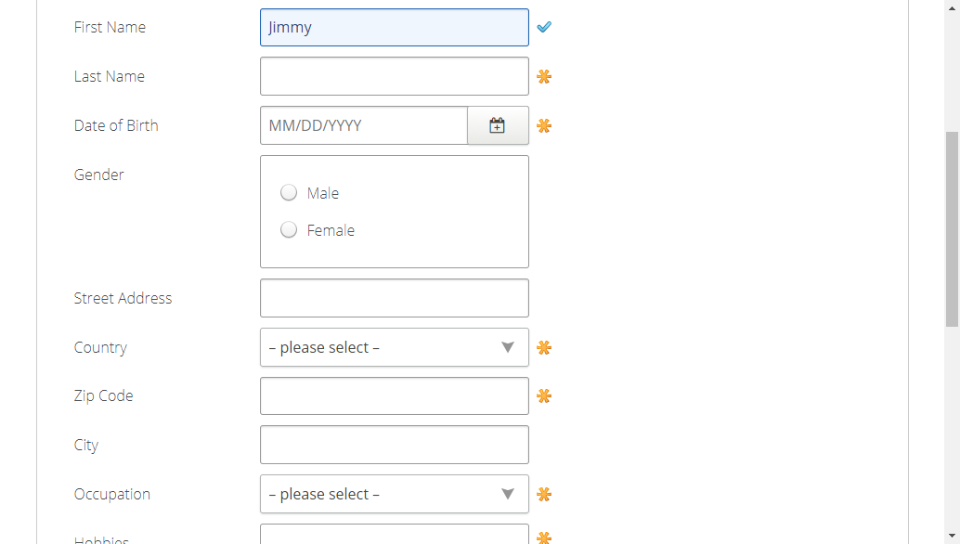 First Name Jimmy
Last Name
Date of Birth MM/DD/YYYY
Gender
Male
Female
Street Address
Country – please select –
Zip Code
City
Occupation – please select –
Hobbies